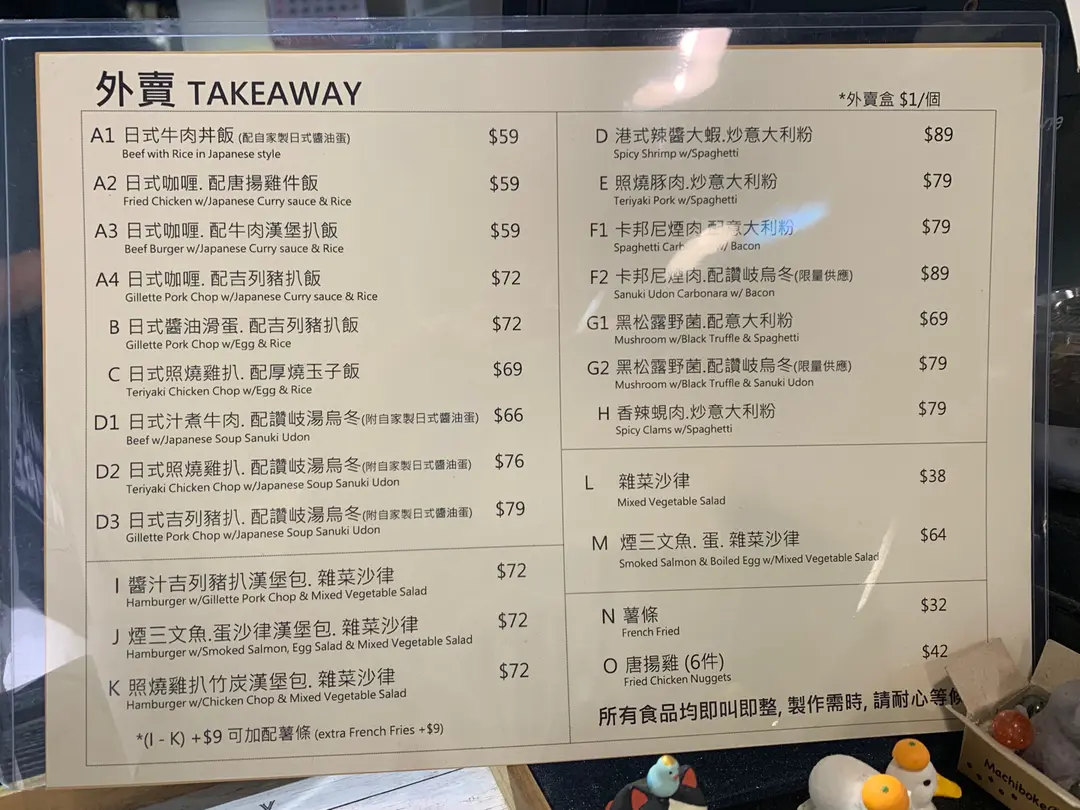 外賣 TAKEAWAY
*外賣盒 $1/個
A1 日式牛肉丼飯 (配自家製日式醬油蛋) $59
Beef with Rice in Japanese style
A2 日式咖喱. 配唐揚雞件飯 $59
Fried Chicken w/Japanese Curry sauce & Rice
A3 日式咖喱. 配牛肉漢堡扒飯 $59
Beef Burger w/Japanese Curry sauce & Rice
A4 日式咖喱. 配吉列豬扒飯 $72
Gillette Pork Chop w/Japanese Curry sauce & Rice
B 日式醬油滑蛋. 配吉列豬扒飯 $72
Gillette Pork Chop w/Egg & Rice
C 日式照燒雞扒. 配厚燒玉子飯 $69
Teriyaki Chicken Chop w/Egg & Rice
D1 日式汁煮牛肉. 配讚岐湯烏冬(附自家製日式醬油蛋) $66
Beef w/Japanese Soup Sanuki Udon
D2 日式照燒雞扒. 配讚岐湯烏冬(附自家製日式醬油蛋) $76
Teriyaki Chicken Chop w/Japanese Soup Sanuki Udon
D3 日式吉列豬扒. 配讚岐湯烏冬(附自家製日式醬油蛋) $79
Gillette Pork Chop w/Japanese Soup Sanuki Udon
I 醬汁吉列豬扒漢堡包. 雜菜沙律 $72
Hamburger w/Gillette Pork Chop & Mixed Vegetable Salad
J 煙三文魚.蛋沙律漢堡包. 雜菜沙律 $72
Hamburger w/Smoked Salmon, Egg Salad & Mixed Vegetable Salad
K 照燒雞扒竹炭漢堡包. 雜菜沙律 $72
Hamburger w/Chicken Chop & Mixed Vegetable Salad
*(I - K) +$9 可加配薯條 (extra French Fries +$9)
D 港式辣醬大蝦.炒意大利粉 $89
Spicy Shrimp w/Spaghetti
E 照燒豚肉.炒意大利粉 $79
Teriyaki Pork w/Spaghetti
F1 卡邦尼煙肉.配意大利粉 $79
Spaghetti w/ Bacon
F2 卡邦尼煙肉.配讚岐烏冬(限量供應) $89
Sanuki Udon Carbonara w/ Bacon
G1 黑松露野菌.配意大利粉 $69
Mushroom w/Black Truffle & Spaghetti
G2 黑松露野菌.配讚岐烏冬(限量供應) $79
Mushroom w/Black Truffle & Sanuki Udon
H 香辣蜆肉.炒意大利粉 $79
Spicy Clams w/Spaghetti
L 雜菜沙律 $38
Mixed Vegetable Salad
M 煙三文魚. 蛋. 雜菜沙律 $64
Smoked Salmon & Boiled Egg w/Mixed Vegetable Salad
N 薯條 $32
French Fried
O 唐揚雞 (6件) $42
Fried Chicken Nuggets
所有食品均即叫即整, 製作需時, 請耐心等候